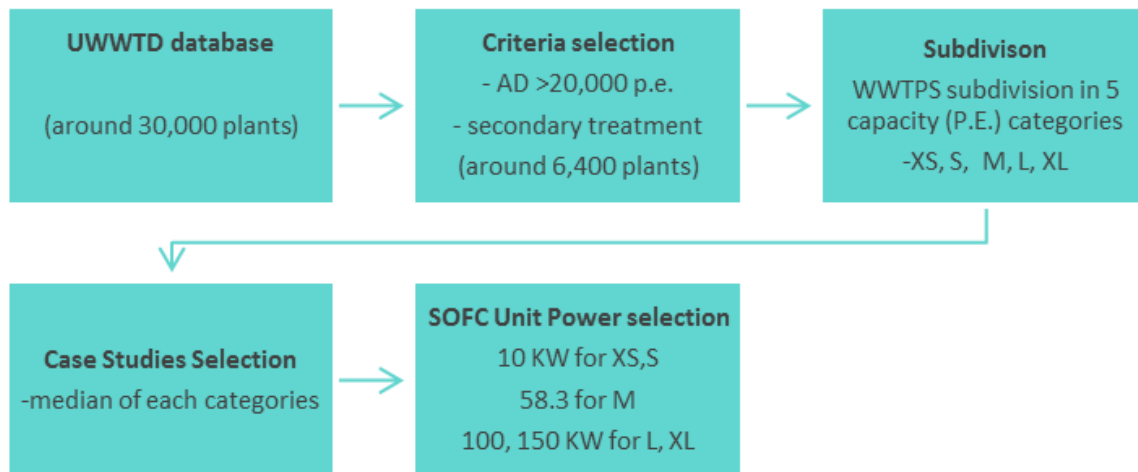 UWWTD database
(around 30,000 plants)
Criteria selection
- AD >20,000 p.e.
- secondary treatment
(around 6,400 plants)
Subdivison
WWTPS subdivision in 5
capacity (P.E.) categories
-XS, S, M, L, XL
Case Studies Selection
-median of each categories
SOFC Unit Power selection
10 KW for XS,S
58.3 for M
100, 150 KW for L, XL